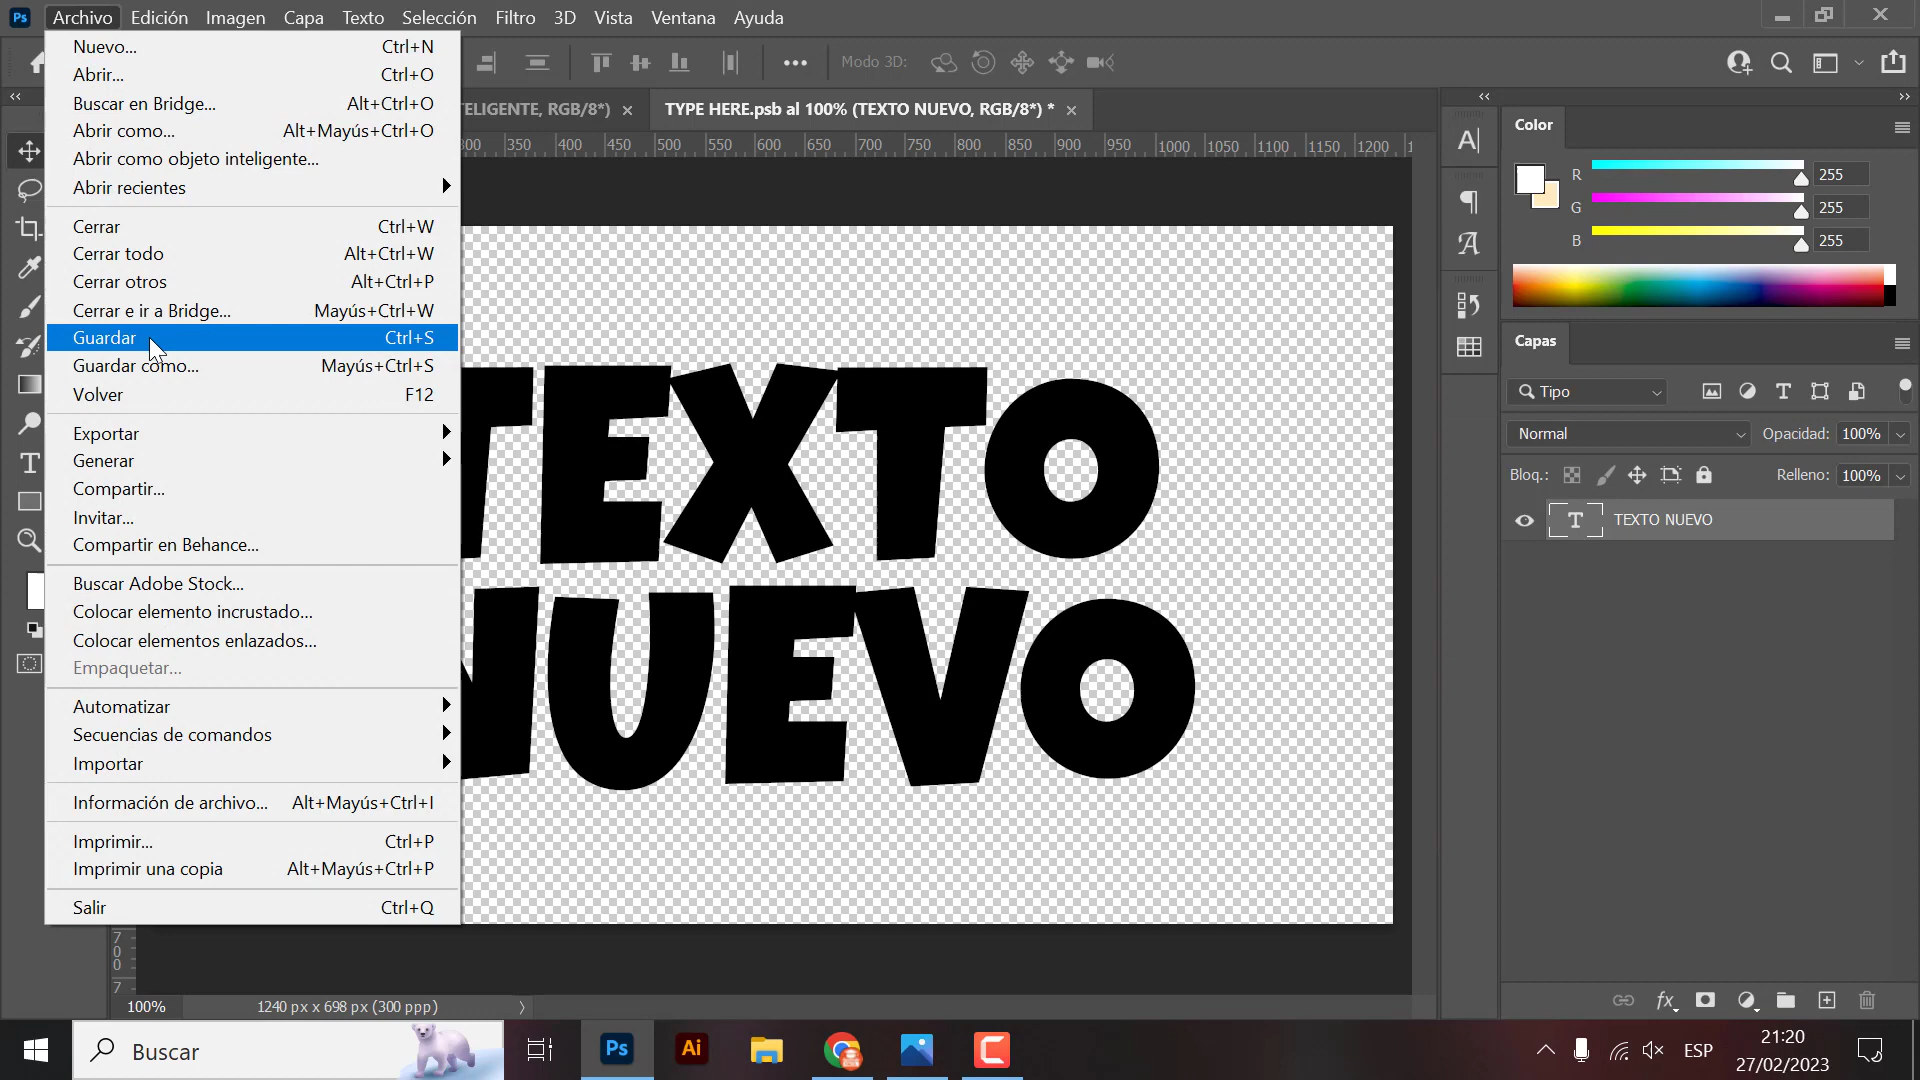 Ps Archivo Edición Imagen Capa Texto Selección Filtro 3D Vista Ventana Ayuda
Modo 3D:
TELIGENTE, RGB/8*) × TYPE HERE.psb al 100% (TEXTO NUEVO, RGB/8*) * ×
350 400 450 500 550 600 650 700 750 800 850 900 950 1000 1050 1100 1150 1200
Nuevo... Ctrl+N
Abrir... Ctrl+O
Buscar en Bridge... Alt+Ctrl+O
Abrir como... Alt+Mayús+Ctrl+O
Abrir como objeto inteligente...
Abrir recientes
Cerrar Ctrl+W
Cerrar todo Alt+Ctrl+W
Cerrar otros Alt+Ctrl+P
Cerrar e ir a Bridge... Mayús+Ctrl+W
Guardar Ctrl+S
Guardar como... Mayús+Ctrl+S
Volver F12
Exportar
Generar
Compartir...
Invitar...
Compartir en Behance...
Buscar Adobe Stock...
Colocar elemento incrustado...
Colocar elementos enlazados...
Empaquetar...
Automatizar
Secuencias de comandos
Importar
Información de archivo... Alt+Mayús+Ctrl+I
Imprimir... Ctrl+P
Imprimir una copia Alt+Mayús+Ctrl+P
Salir Ctrl+Q
TEXTO
NUEVO
Color
R 255
G 255
B 255
Capas
Tipo
Normal Opacidad: 100%
Bloq.: Relleno: 100%
T TEXTO NUEVO
fx
7
0
0
7
100% 1240 px x 698 px (300 ppp)
Buscar Ps Ai ESP
21:20
27/02/2023